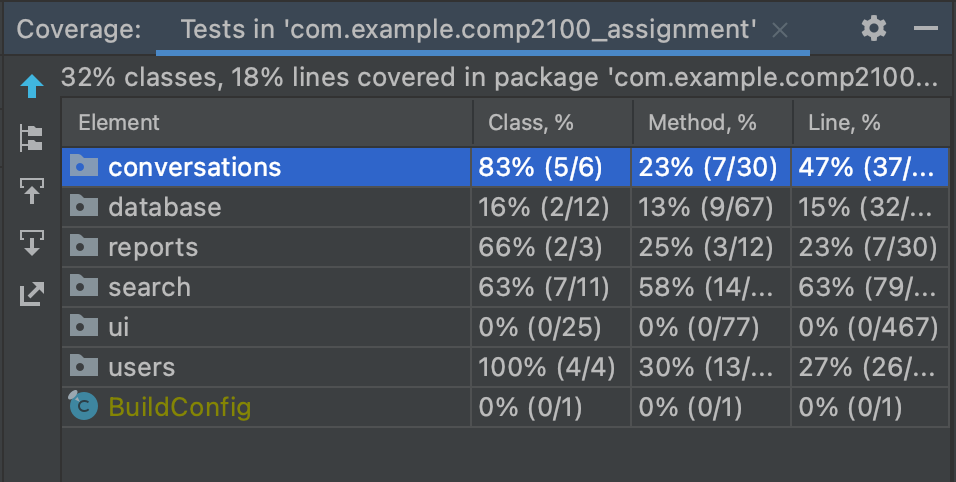 Coverage: Tests in 'com.example.comp2100_assignment' ×
32% classes, 18% lines covered in package 'com.example.comp2100...
Element Class, % Method, % Line, %
conversations 83% (5/6) 23% (7/30) 47% (37/...
database 16% (2/12) 13% (9/67) 15% (32/...
reports 66% (2/3) 25% (3/12) 23% (7/30)
search 63% (7/11) 58% (14/... 63% (79/...
ui 0% (0/25) 0% (0/77) 0% (0/467)
users 100% (4/4) 30% (13/... 27% (26/...
C BuildConfig 0% (0/1) 0% (0/1) 0% (0/1)